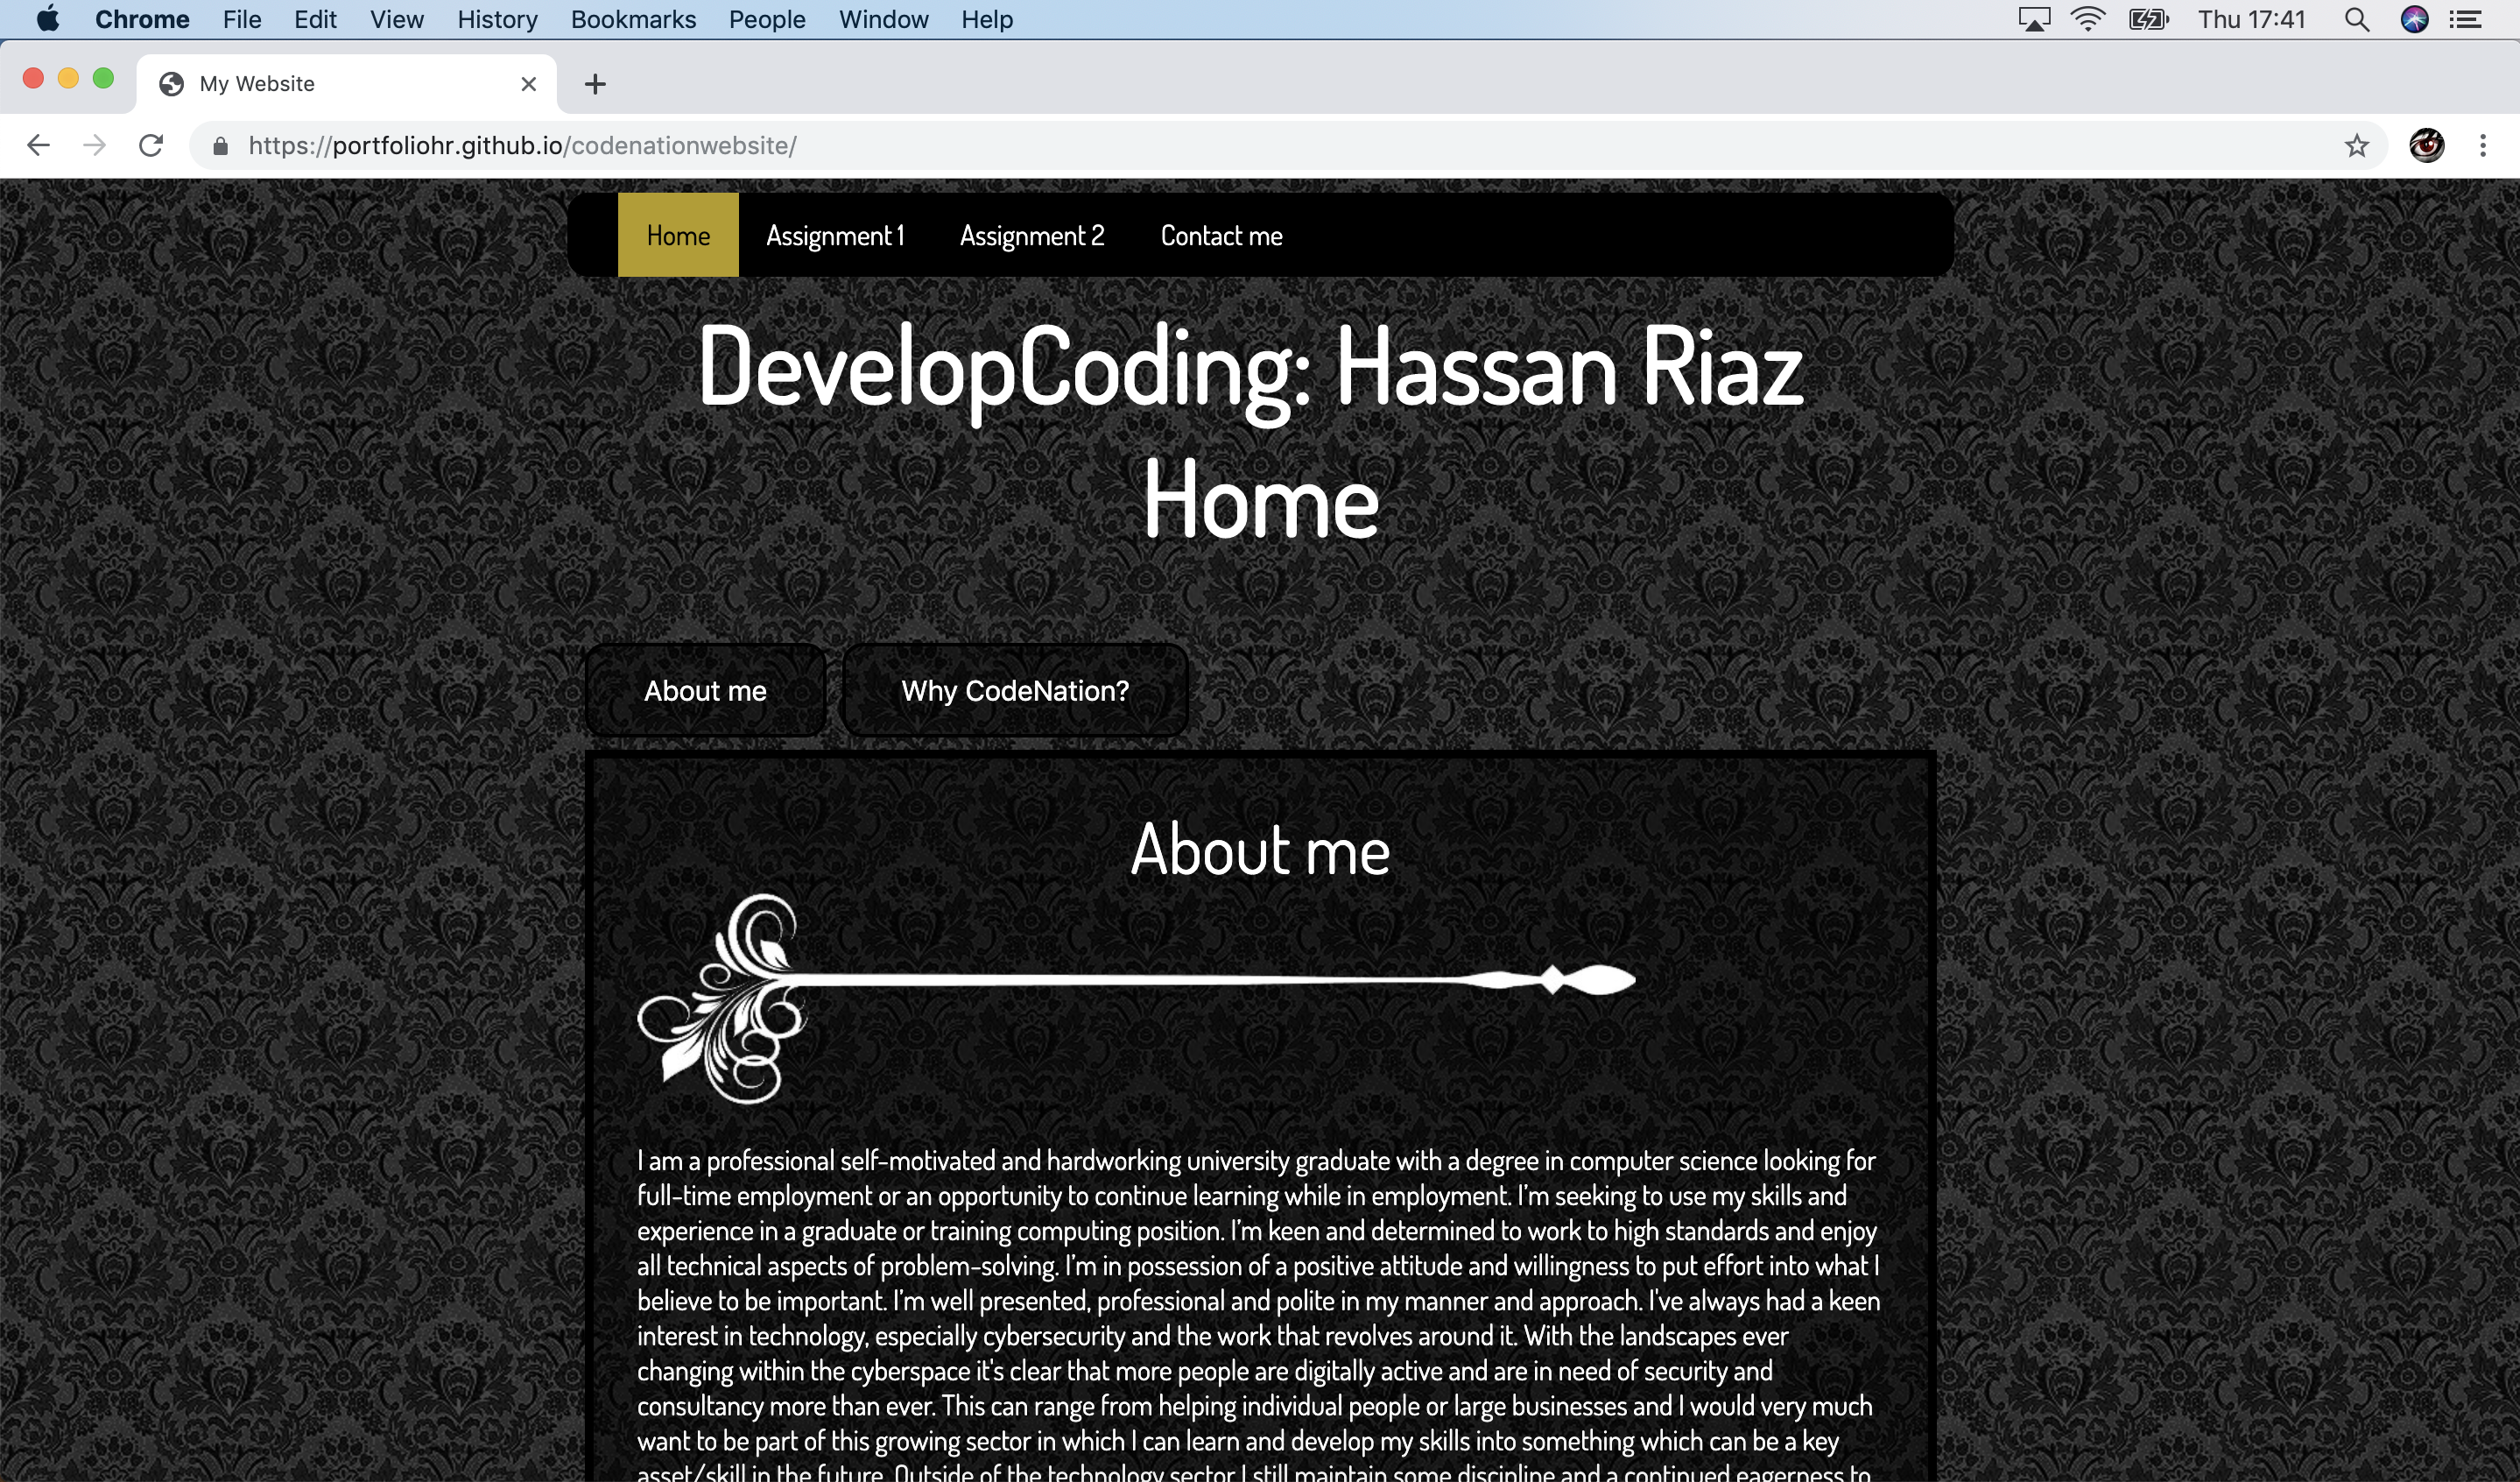 Chrome File Edit View History Bookmarks People Window Help Thu 17:41
My Website
https://portfoliohr.github.io/codenationwebsite/
Home Assignment 1 Assignment 2 Contact me
DevelopCoding: Hassan Riaz
Home
About me Why CodeNation?
About me
I am a professional self-motivated and hardworking university graduate with a degree in computer science looking for
full-time employment or an opportunity to continue learning while in employment. I’m seeking to use my skills and
experience in a graduate or training computing position. I’m keen and determined to work to high standards and enjoy
all technical aspects of problem-solving. I’m in possession of a positive attitude and willingness to put effort into what I
believe to be important. I’m well presented, professional and polite in my manner and approach. I've always had a keen
interest in technology, especially cybersecurity and the work that revolves around it. With the landscapes ever
changing within the cyberspace it's clear that more people are digitally active and are in need of security and
consultancy more than ever. This can range from helping individual people or large businesses and I would very much
want to be part of this growing sector in which I can learn and develop my skills into something which can be a key
asset/skill in the future. Outside of the technology sector I still maintain some discipline and a continued eagerness to